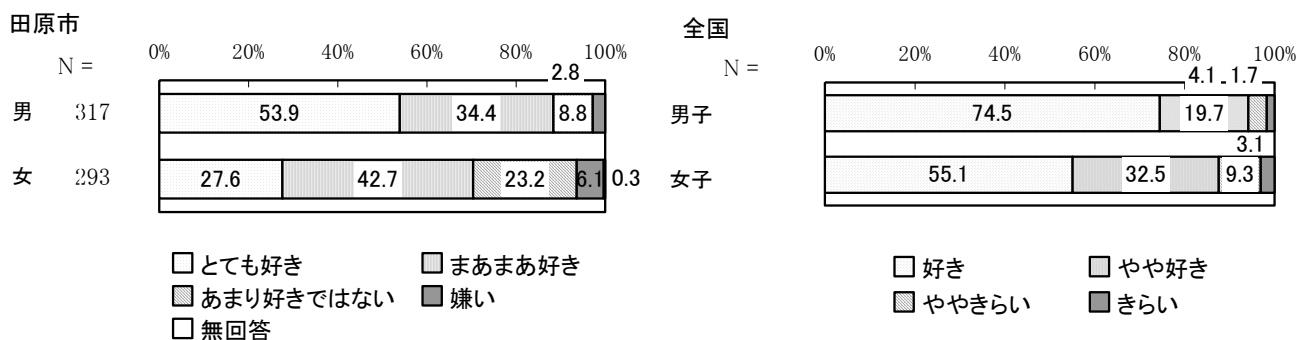 田原市
N =
0% 20% 40% 60% 80% 100%
2.8
男 317 53.9 34.4 8.8
女 293 27.6 42.7 23.2 6.1 0.3
とても好き まあまあ好き
あまり好きではない 嫌い
無回答
全国
N =
0% 20% 40% 60% 80% 100%
4.1 1.7
男子 74.5 19.7
3.1
女子 55.1 32.5 9.3
好き やや好き
ややきらい きらい